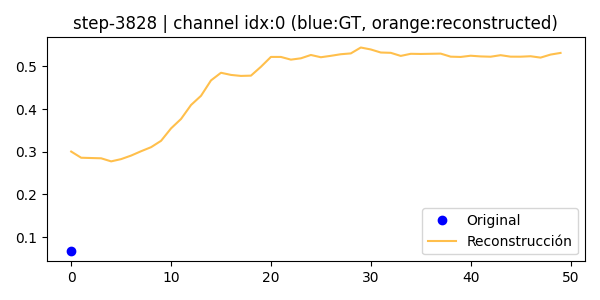 step-3828 | channel idx:0 (blue:GT, orange:reconstructed)
0.5
0.4
0.3
0.2
0.1
0 10 20 30 40 50
Original
Reconstrucción